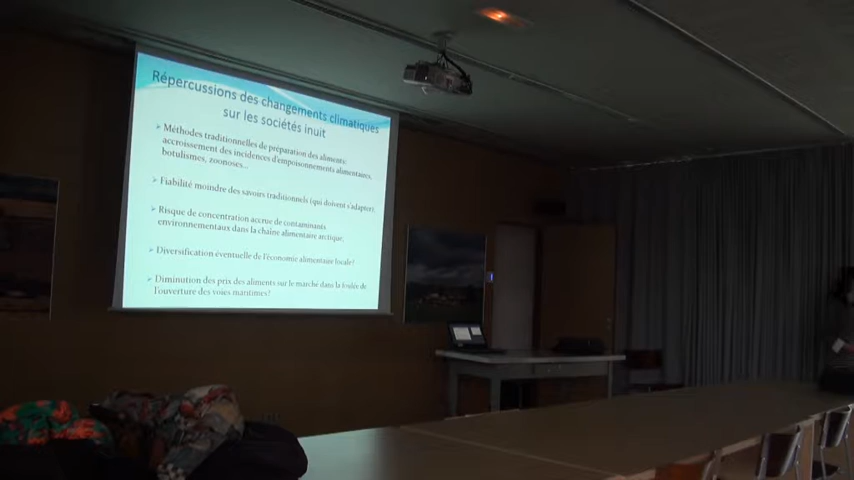 Répercussions des changements climatiques
sur les sociétés inuit
➢ Méthodes traditionnelles de préparation des aliments:
accroissement des incidences d'empoisonnements alimentaires,
botulismes, zoonoses...
➢ Fiabilité moindre des savoirs traditionnels (qui doivent s'adapter).
➢ Risque de concentration accrue de contaminants
environnementaux dans la chaîne alimentaire arctique.
➢ Diversification éventuelle de l'économie alimentaire locale?
➢ Diminution des prix des aliments sur le marché dans la foulée de
l'ouverture des voies maritimes?